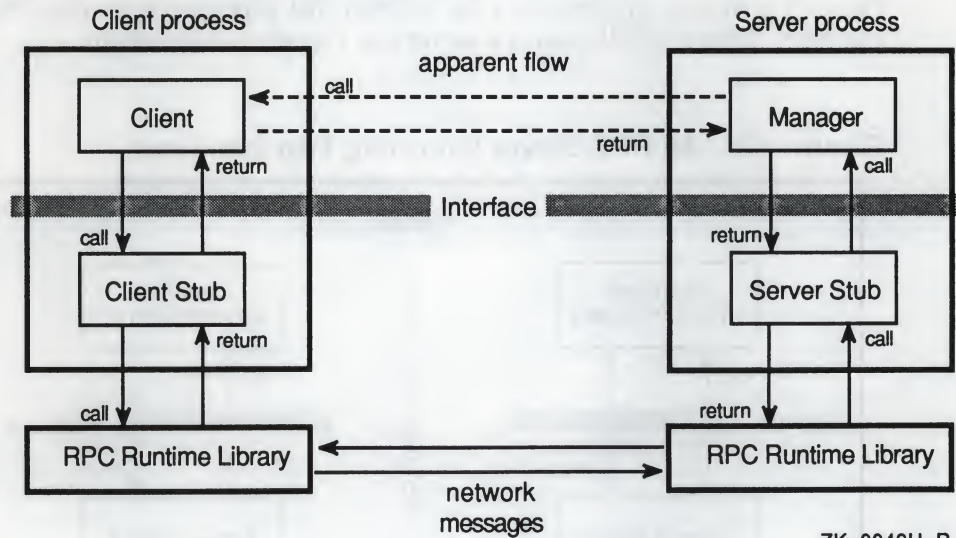 Client process
Server process
apparent flow
call
Client
Manager
return
return
call
Interface
call
return
Client Stub
Server Stub
return
call
call
return
RPC Runtime Library
RPC Runtime Library
network
messages